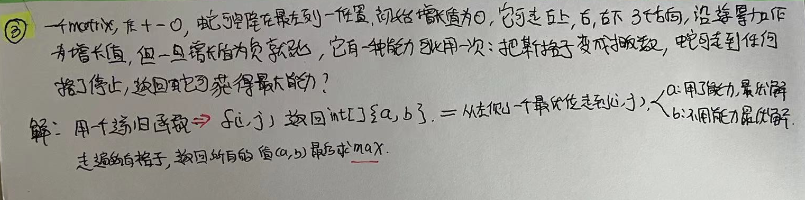 ③ 一个matrix,左+-0,蛇可空降在最左列一位置,初始增长值为0,它可走右上,右,右下3个方向,沿途累加作
为增长值,但一旦增长值为负就死,它有一种能力只用一次:把某格子变成相反数,蛇可走到任何
格子停止,返回其它可获得最大能力?
解:用一个递归函数⇒f(i,j)返回int[]{a,b}.=从左侧一个最优位走到(i,j),<a:用了能力,最优解
b:不用能力最优解.
走遍所有格子,返回所有的值(a,b)最后求max.